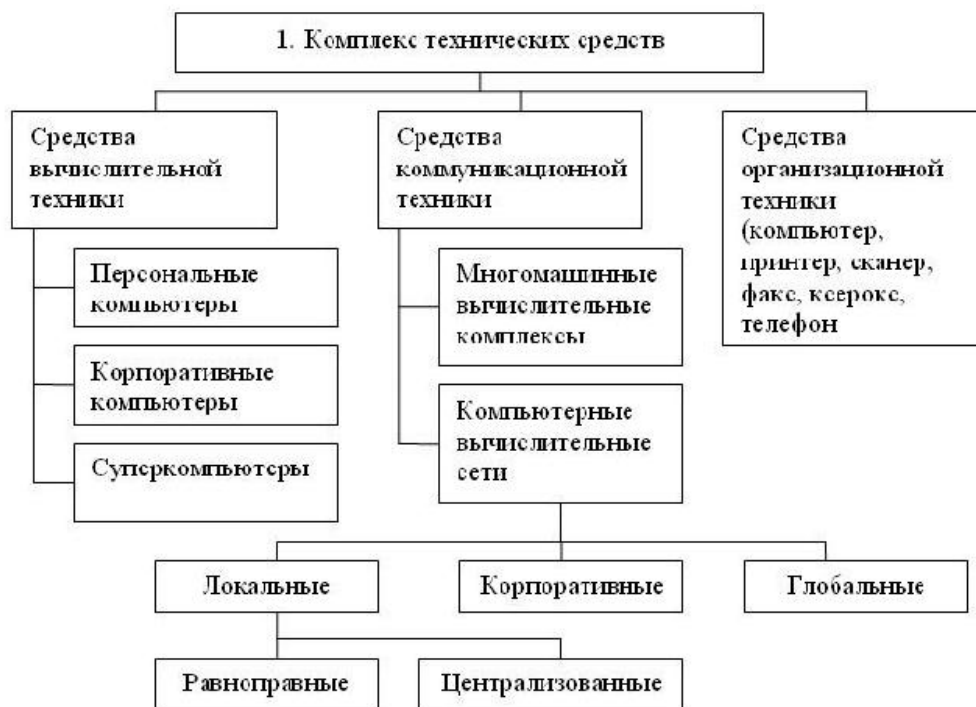 1. Комплекс технических средств
Средства
вычислительной
техники
Персональные
компьютеры
Корпоративные
компьютеры
Суперкомпьютеры
Средства
коммуникационной
техники
Многомашинные
вычислительные
комплексы
Компьютерные
вычислительные
сети
Средства
организационной
техники
(компьютер,
принтер, сканер,
факс, ксерокс,
телефон
Локальные
Корпоративные
Глобальные
Равноправные
Централизованные